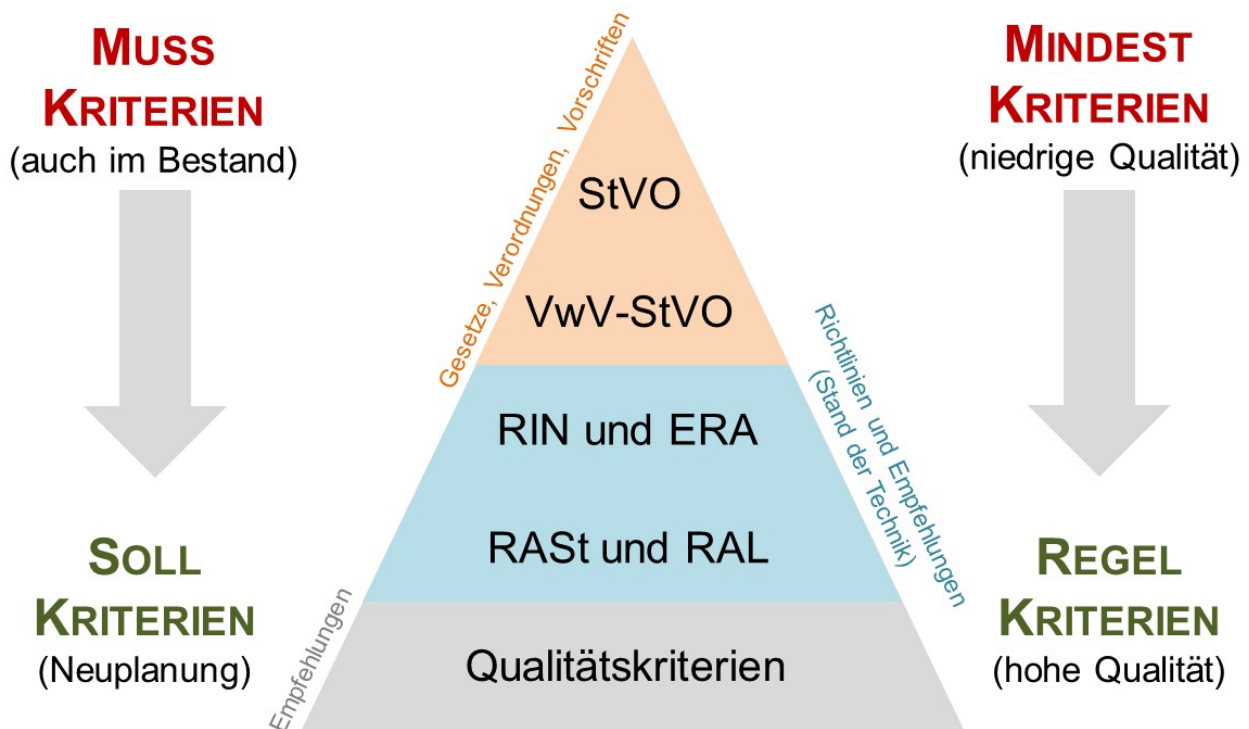 MUSS
KRITERIEN
(auch im Bestand)
SOLL
KRITERIEN
(Neuplanung)
Gesetze, Verordnungen, Vorschriften
StVO
VwV-StVO
RIN und ERA
RASt und RAL
Qualitätskriterien
Empfehlungen
Richtlinien und Empfehlungen
(Stand der Technik)
MINDEST
KRITERIEN
(niedrige Qualität)
REGEL
KRITERIEN
(hohe Qualität)